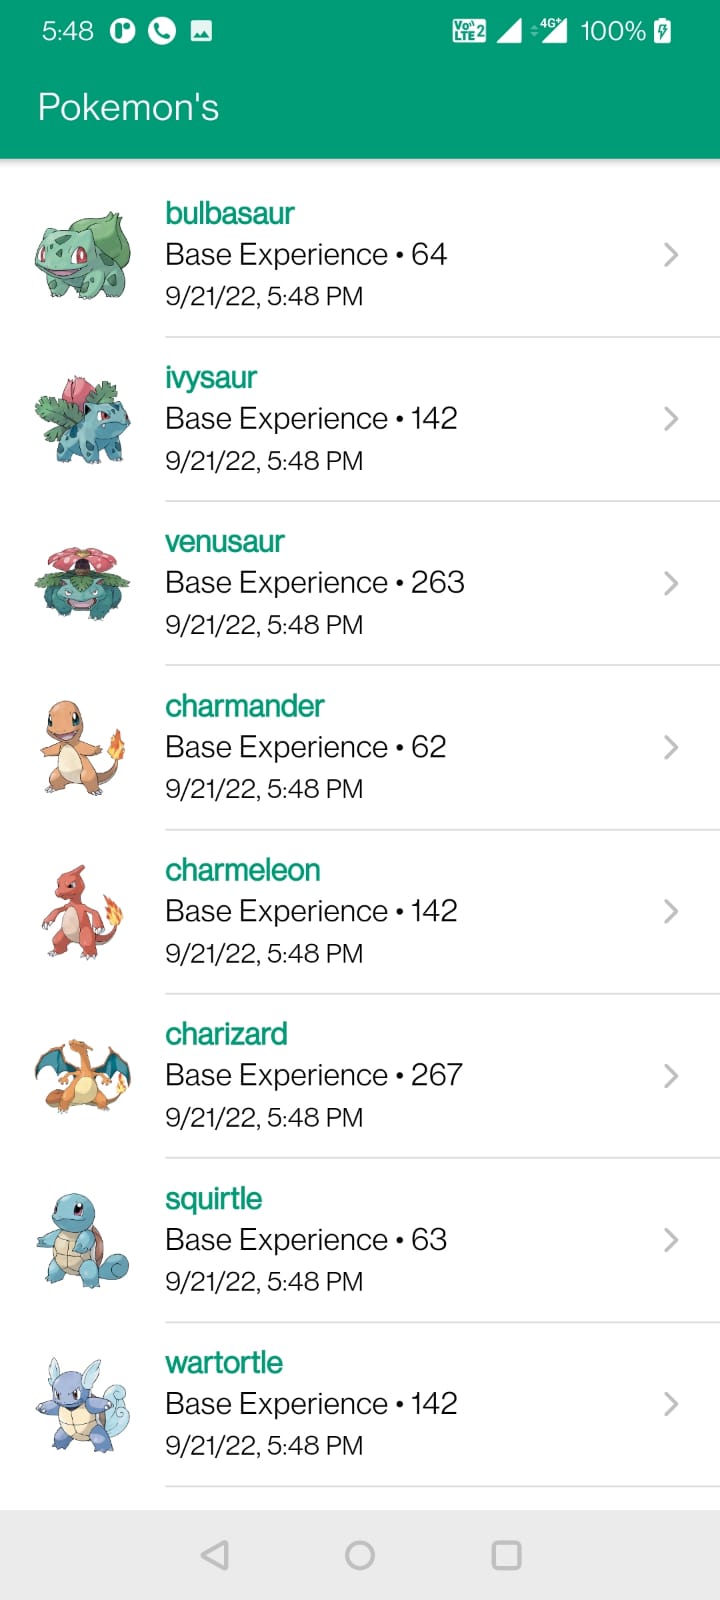 5:48 Vo)) LTE 2 4G+ 100%
Pokemon's
bulbasaur
Base Experience • 64
9/21/22, 5:48 PM
ivysaur
Base Experience • 142
9/21/22, 5:48 PM
venusaur
Base Experience • 263
9/21/22, 5:48 PM
charmander
Base Experience • 62
9/21/22, 5:48 PM
charmeleon
Base Experience • 142
9/21/22, 5:48 PM
charizard
Base Experience • 267
9/21/22, 5:48 PM
squirtle
Base Experience • 63
9/21/22, 5:48 PM
wartortle
Base Experience • 142
9/21/22, 5:48 PM